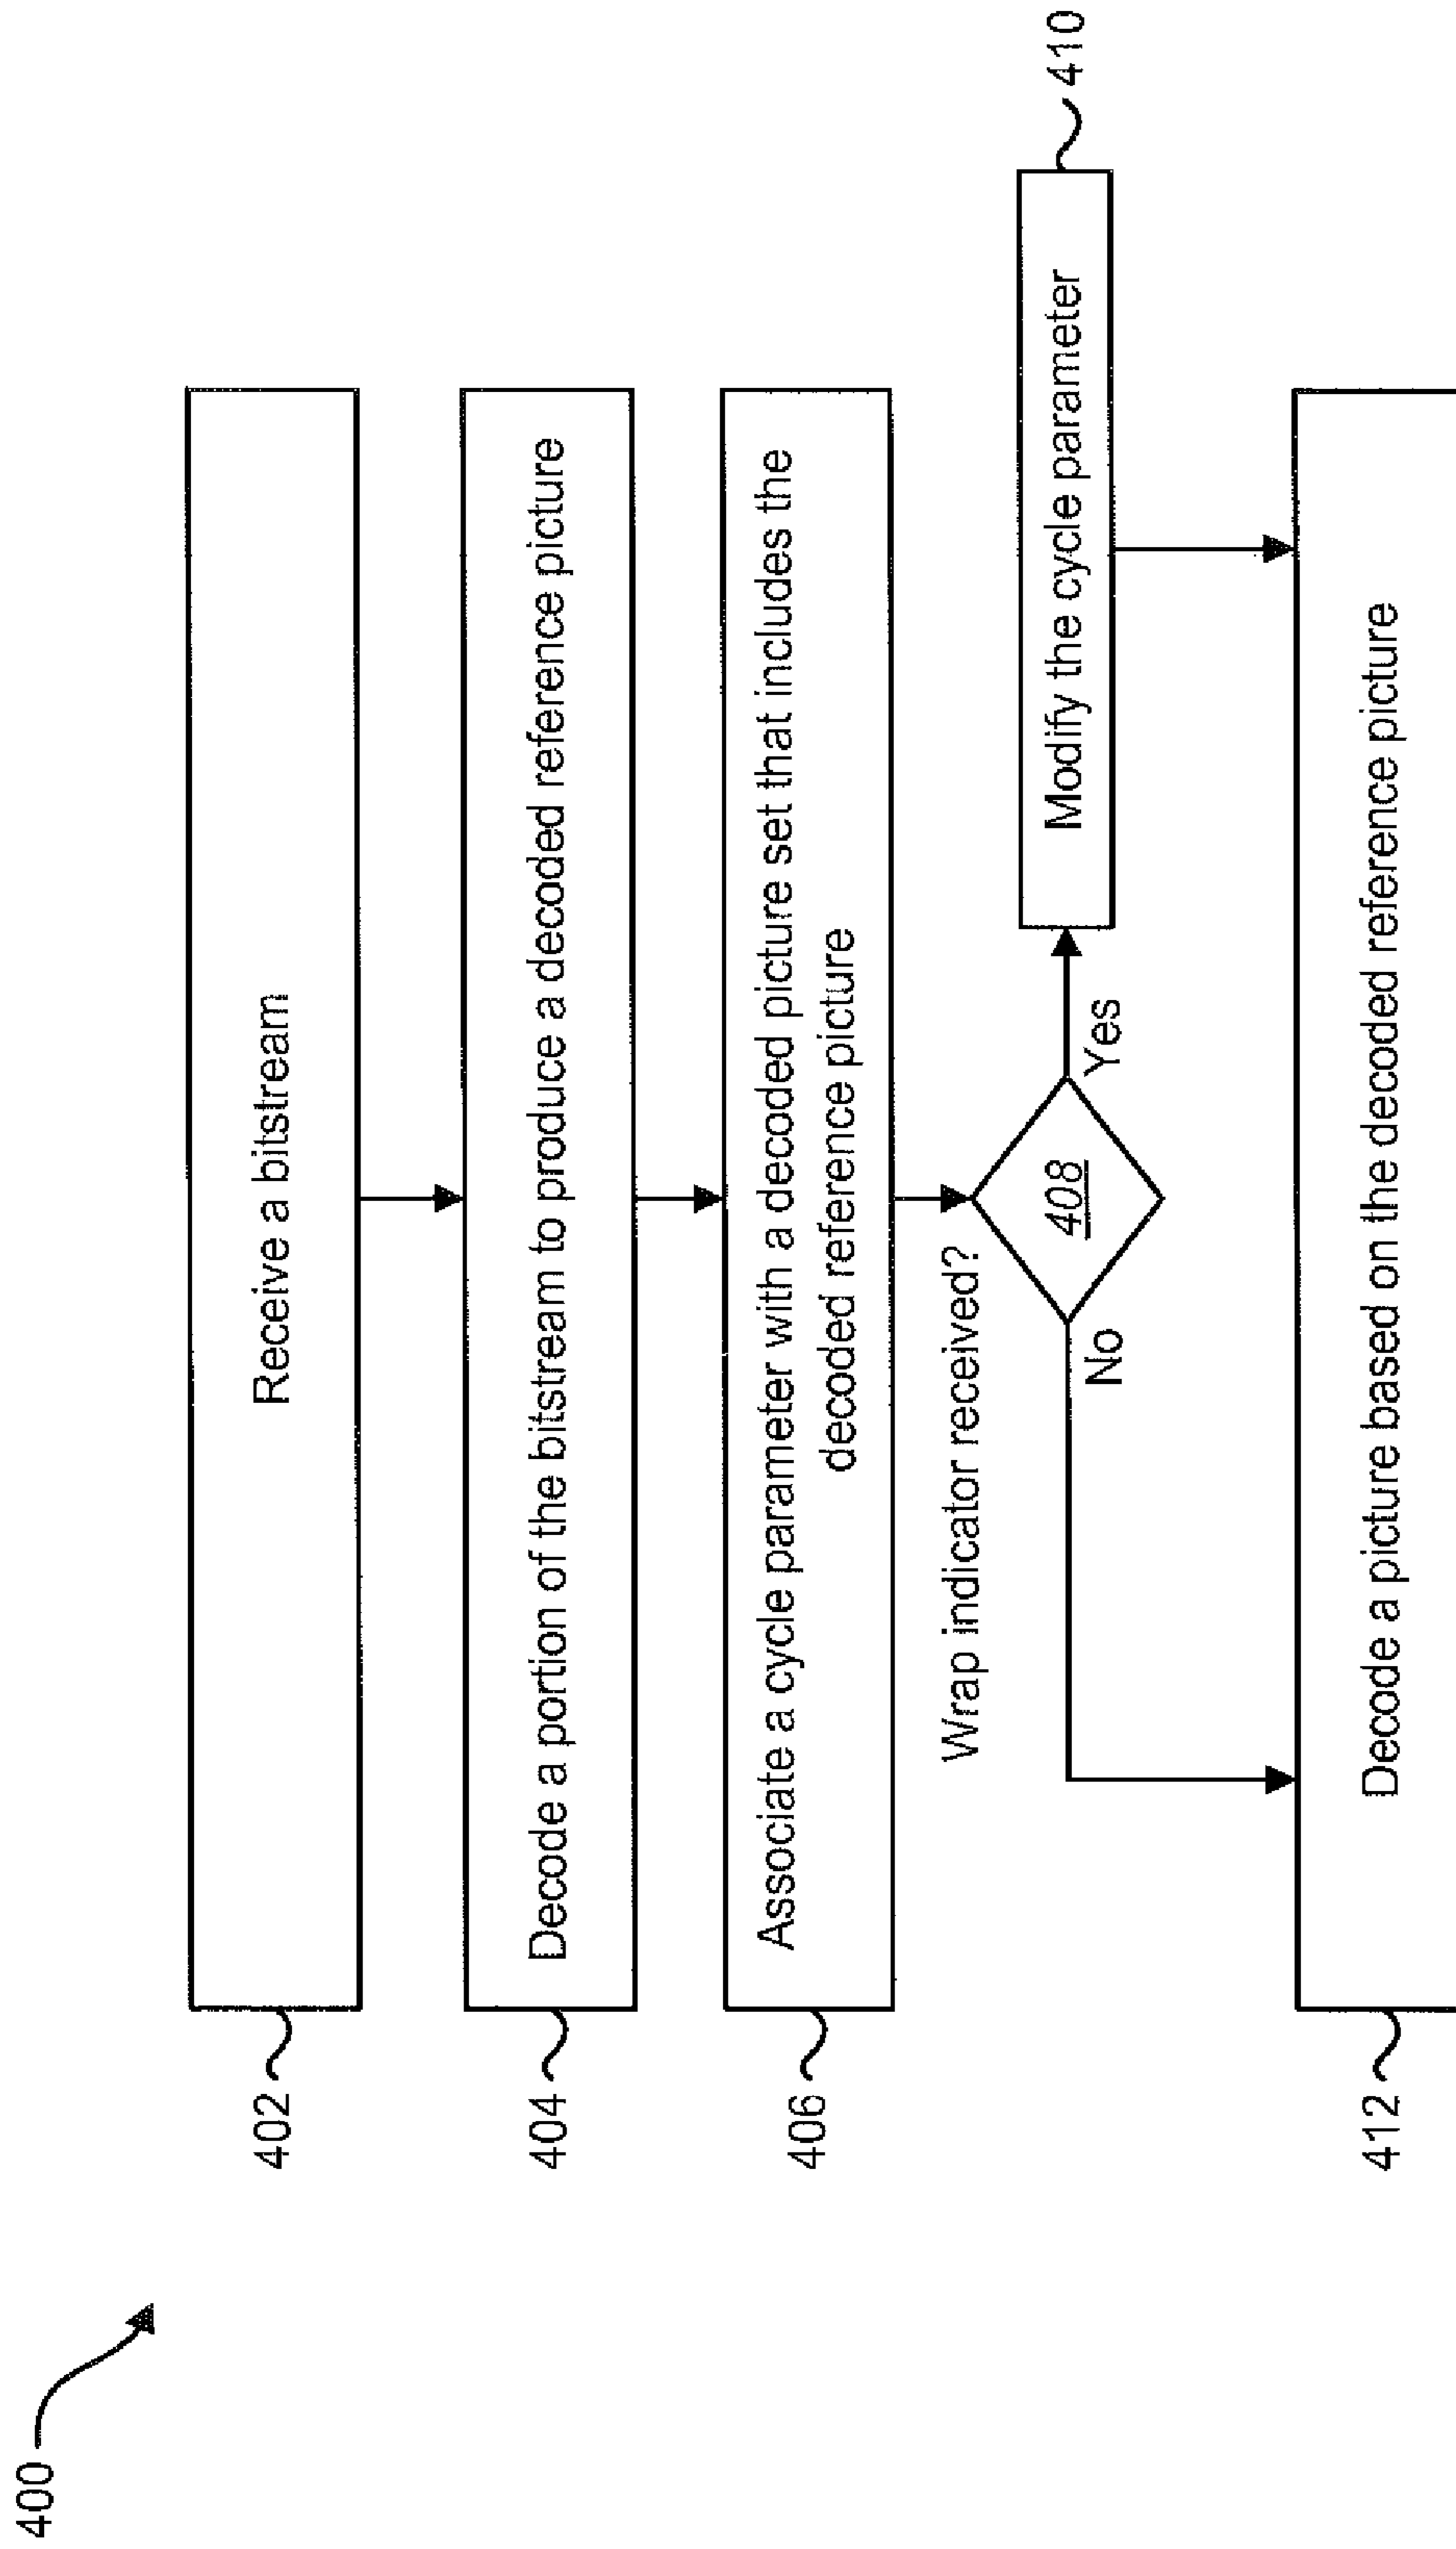 400
402
Receive a bitstream
404
Decode a portion of the bitstream to produce a decoded reference picture
406
Associate a cycle parameter with a decoded picture set that includes the
decoded reference picture
Wrap indicator received?
408
No
Yes
Modify the cycle parameter
410
412
Decode a picture based on the decoded reference picture